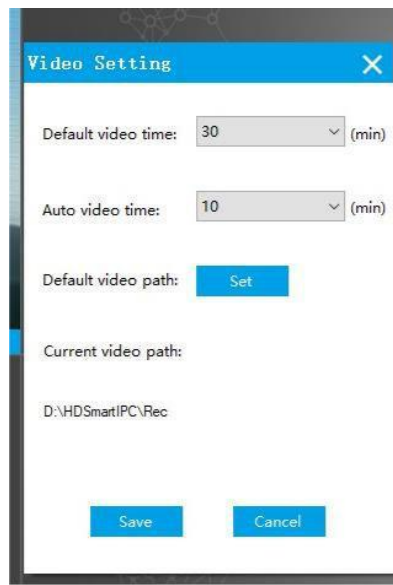 Video Setting
Default video time: 30 (min)
Auto video time: 10 (min)
Default video path: Set
Current video path:
D:\HDSmartIPC\Rec
Save Cancel